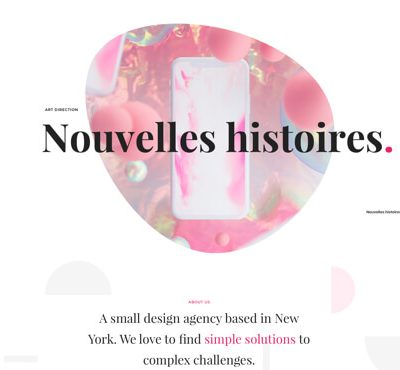 ART DIRECTION
Nouvelles histoires.
Nouvelles histoires
ABOUT US
A small design agency based in New
York. We love to find simple solutions to
complex challenges.